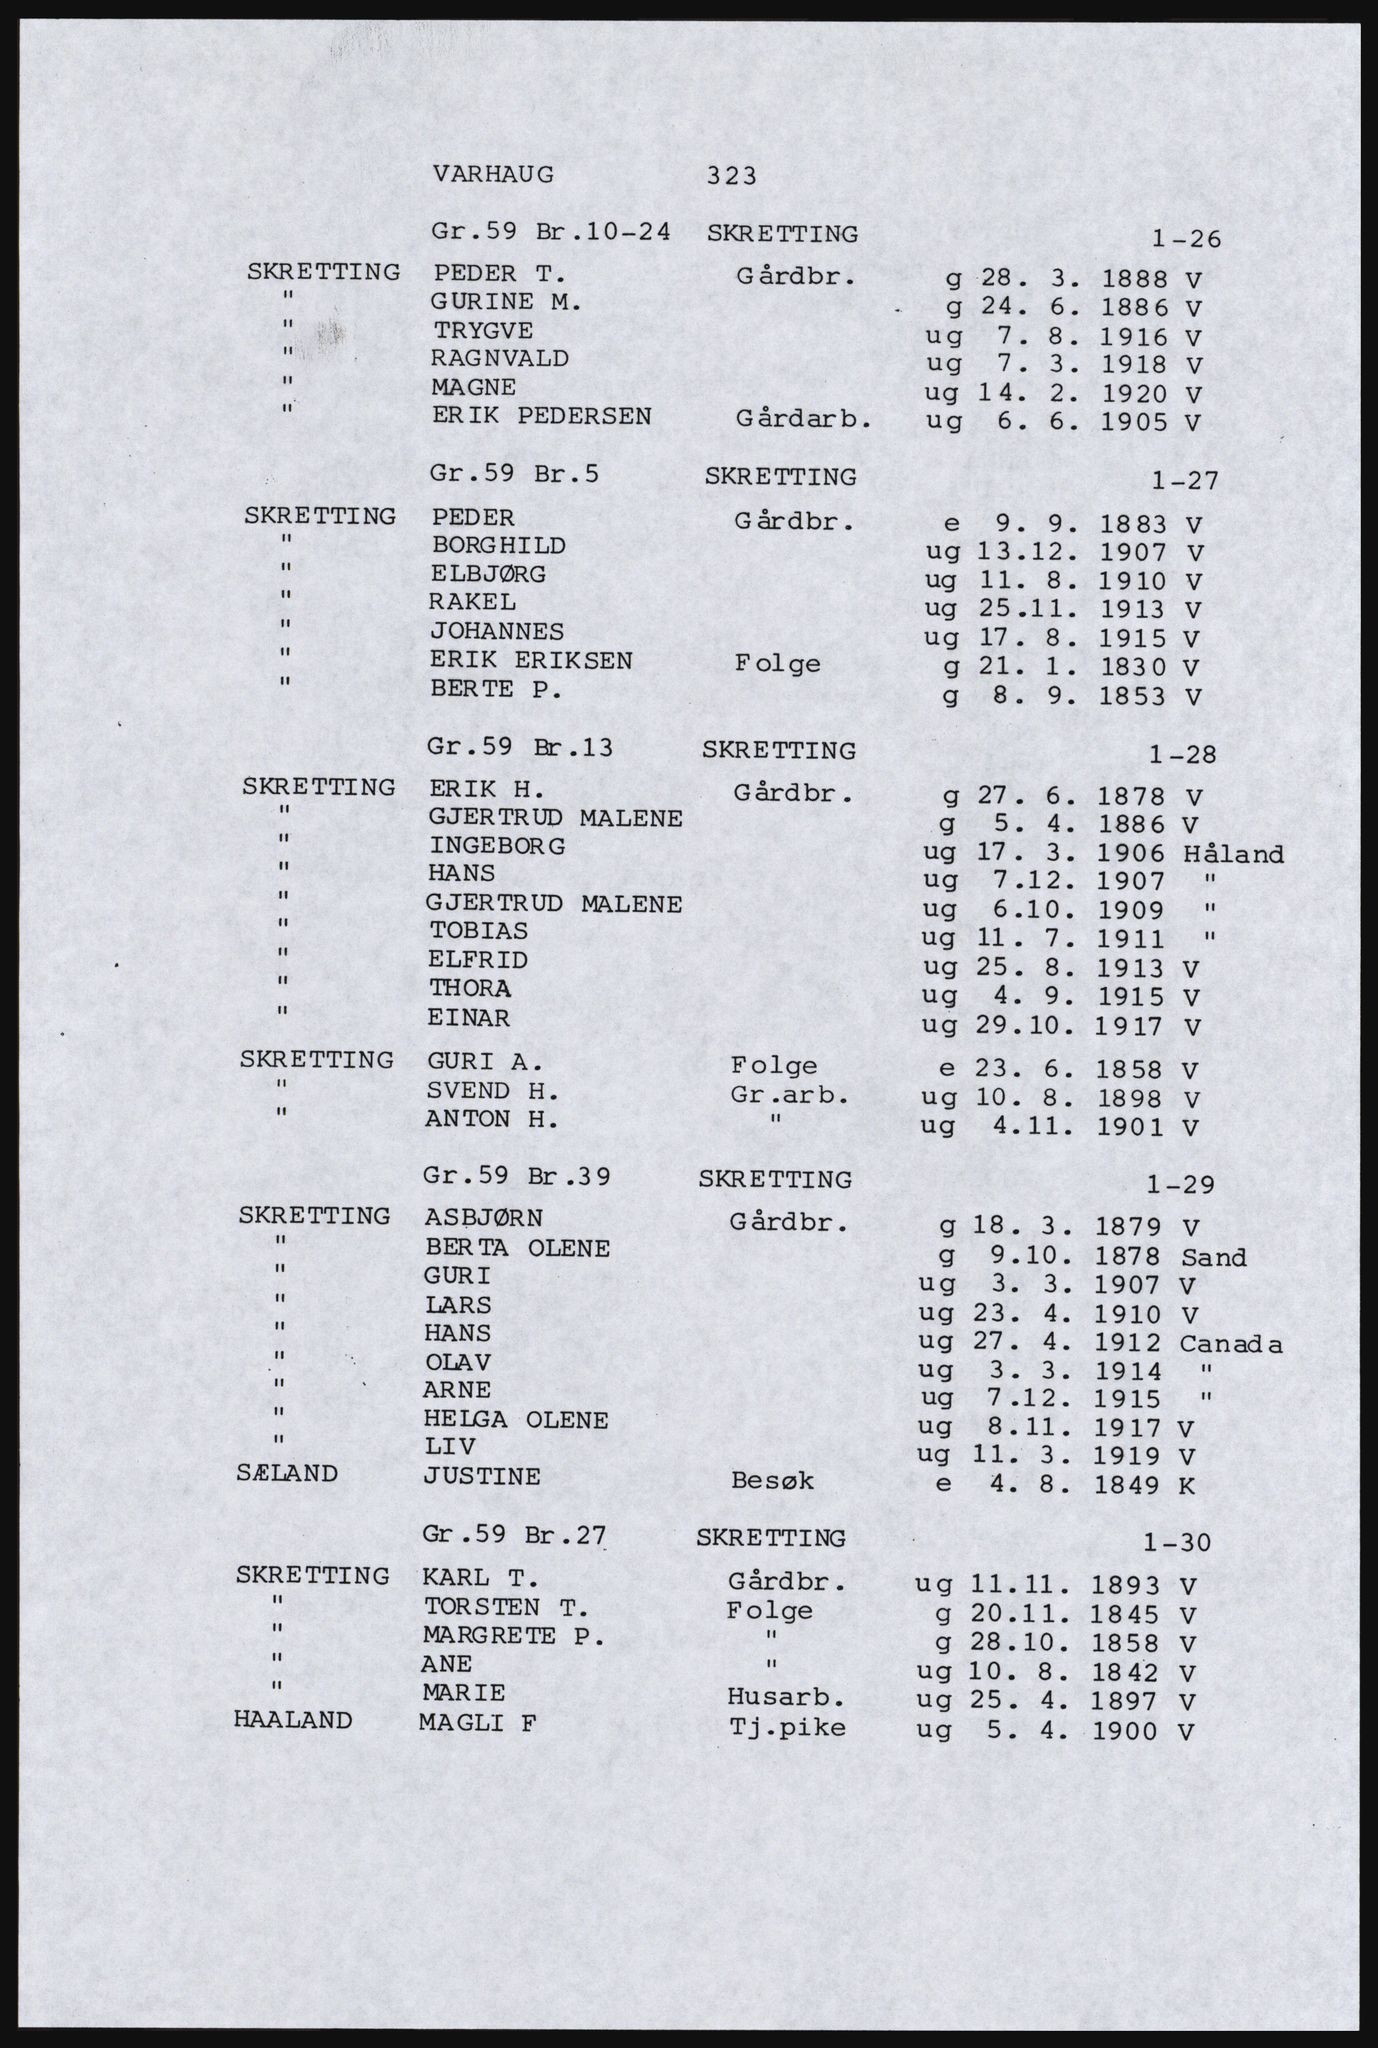 VARHAUG 323
Gr.59 Br.10-24 SKRETTING 1-26
SKRETTING PEDER T. Gårdbr. g 28. 3. 1888 V
" GURINE M. g 24. 6. 1886 V
" TRYGVE ug 7. 8. 1916 V
" RAGNVALD ug 7. 3. 1918 V
" MAGNE ug 14. 2. 1920 V
" ERIK PEDERSEN Gårdarb. ug 6. 6. 1905 V
Gr.59 Br.5 SKRETTING 1-27
SKRETTING PEDER Gårdbr. e 9. 9. 1883 V
" BORGHILD ug 13.12. 1907 V
" ELBJØRG ug 11. 8. 1910 V
" RAKEL ug 25.11. 1913 V
" JOHANNES ug 17. 8. 1915 V
" ERIK ERIKSEN Folge g 21. 1. 1830 V
" BERTE P. g 8. 9. 1853 V
Gr.59 Br.13 SKRETTING 1-28
SKRETTING ERIK H. Gårdbr. g 27. 6. 1878 V
" GJERTRUD MALENE g 5. 4. 1886 V
" INGEBORG ug 17. 3. 1906 Håland
" HANS ug 7.12. 1907 "
" GJERTRUD MALENE ug 6.10. 1909 "
" TOBIAS ug 11. 7. 1911 "
" ELFRID ug 25. 8. 1913 V
" THORA ug 4. 9. 1915 V
" EINAR ug 29.10. 1917 V
SKRETTING GURI A. Folge e 23. 6. 1858 V
" SVEND H. Gr.arb. ug 10. 8. 1898 V
" ANTON H. " ug 4.11. 1901 V
Gr.59 Br.39 SKRETTING 1-29
SKRETTING ASBJØRN Gårdbr. g 18. 3. 1879 V
" BERTA OLENE g 9.10. 1878 Sand
" GURI ug 3. 3. 1907 V
" LARS ug 23. 4. 1910 V
" HANS ug 27. 4. 1912 Canada
" OLAV ug 3. 3. 1914 "
" ARNE ug 7.12. 1915 "
" HELGA OLENE ug 8.11. 1917 V
" LIV ug 11. 3. 1919 V
SÆLAND JUSTINE Besøk e 4. 8. 1849 K
Gr.59 Br.27 SKRETTING 1-30
SKRETTING KARL T. Gårdbr. ug 11.11. 1893 V
" TORSTEN T. Folge g 20.11. 1845 V
" MARGRETE P. " g 28.10. 1858 V
" ANE " ug 10. 8. 1842 V
" MARIE Husarb. ug 25. 4. 1897 V
HAALAND MAGLI F Tj.pike ug 5. 4. 1900 V